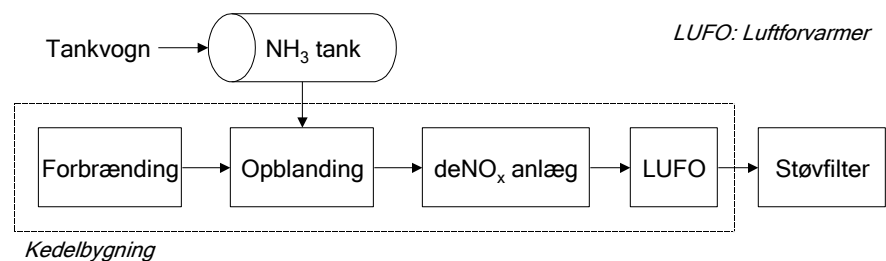 LUFO: Luftforvarmer
Tankvogn
NH₃ tank
Forbrænding
Opblanding
deNOₓ anlæg
LUFO
Støvfilter
Kedelbygning